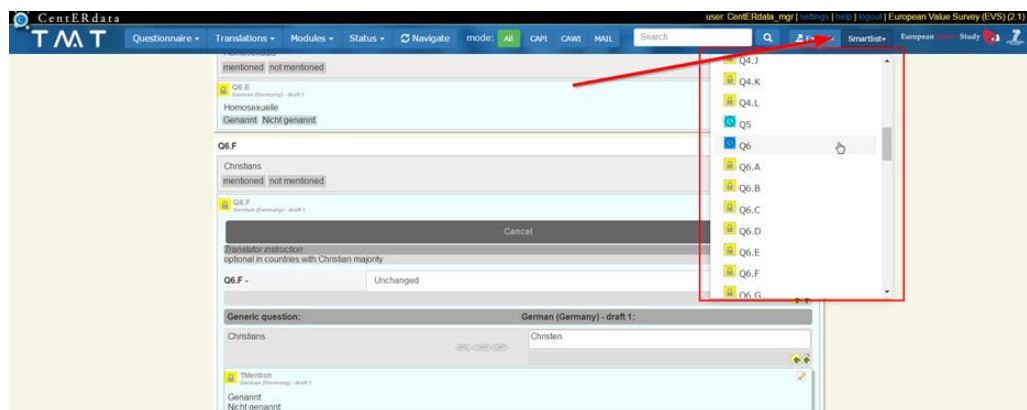 CentERdata
user: CentERdata_mgr | settings | help | logout | European Value Survey (EVS) (2.1)
TMT
Questionnaire Translations Modules Status Navigate mode: All CAPI CAWI MAIL Search Smartlist European Study
mentioned not mentioned
Q6.E
German (Germany) - draft 1
Homosexuelle
Genannt Nicht genannt
Q6.F
Christians
mentioned not mentioned
Q6.F
German (Germany) - draft 1
Cancel
Translator instruction
optional in countries with Christian majority
Q6.F - Unchanged
Generic question: German (Germany) - draft 1:
Christians Christen
TMention
German (Germany) - draft 1
Genannt
Nicht genannt
Q4.J
Q4.K
Q4.L
Q5
Q6
Q6.A
Q6.B
Q6.C
Q6.D
Q6.E
Q6.F
Q6.G